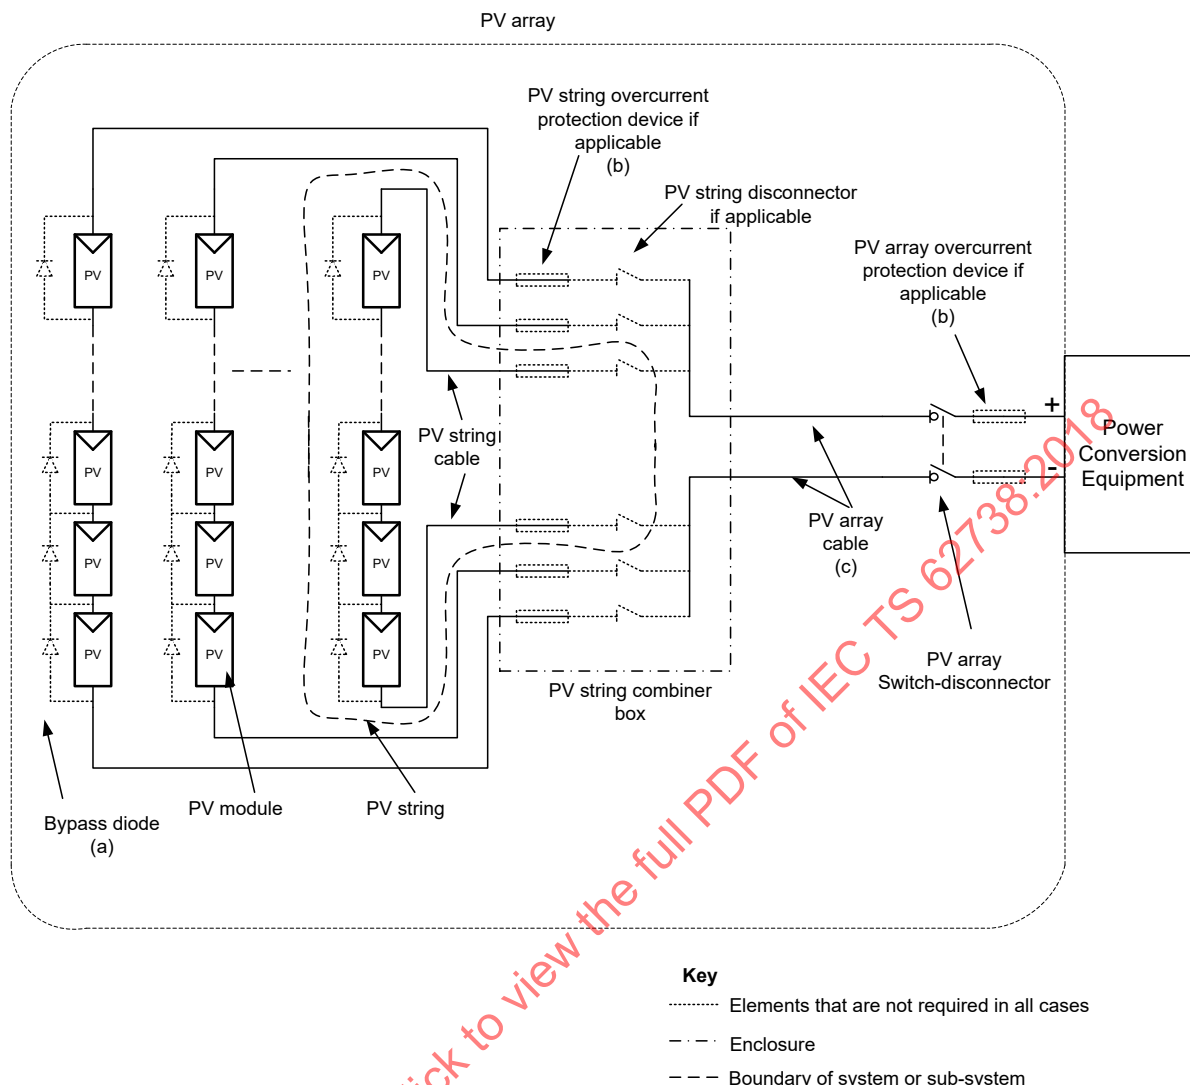 PV array
PV string overcurrent
protection device if
applicable
(b)
PV string disconnector
if applicable
PV array overcurrent
protection device if
applicable
(b)
PV
PV
PV
PV
PV
PV
PV
PV
PV
PV
PV
PV
PV string
cable
+
-
Power
Conversion
Equipment
PV array
cable
(c)
PV array
Switch-disconnector
PV string combiner
box
Bypass diode
(a)
PV module
PV string
Key
Elements that are not required in all cases
Enclosure
Boundary of system or sub-system
ick to view the full PDF of IEC TS 62738:2018